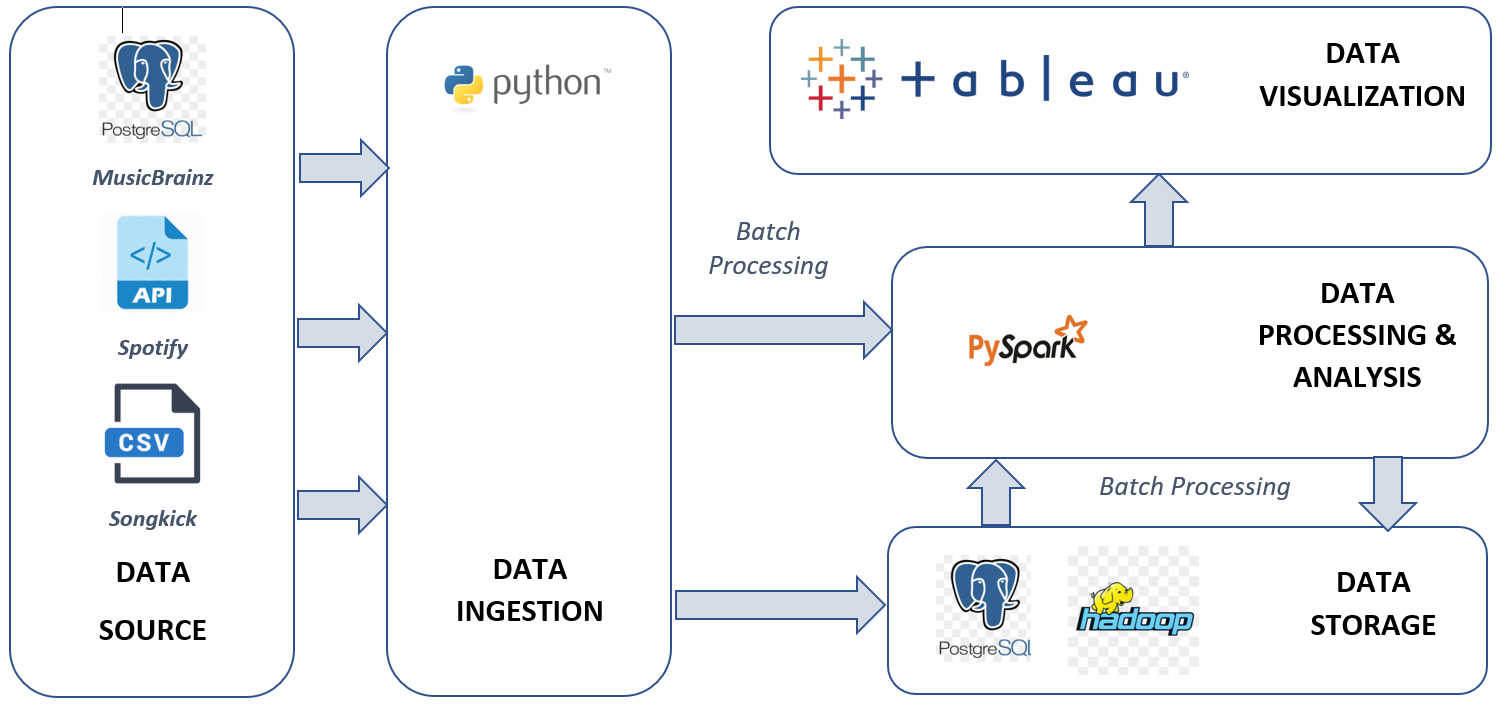 PostgreSQL
MusicBrainz
</>
API
Spotify
CSV
Songkick
DATA
SOURCE
python™
DATA
INGESTION
Batch
Processing
+ableau®
DATA
VISUALIZATION
PySpark
DATA
PROCESSING &
ANALYSIS
Batch Processing
PostgreSQL
hadoop
DATA
STORAGE